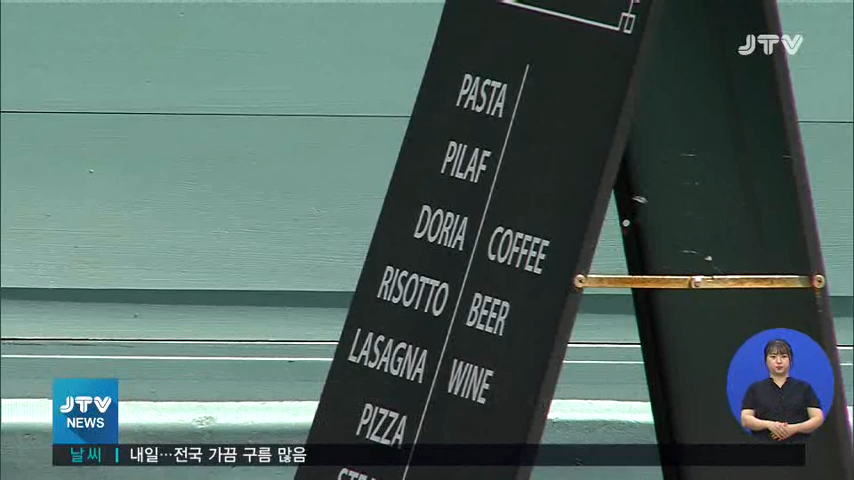 JTV
PASTA
PILAF
DORIA
RISOTTO
LASAGNA
PIZZA
COFFEE
BEER
WINE
JTV
NEWS
날씨 내일…전국 가끔 구름 많음